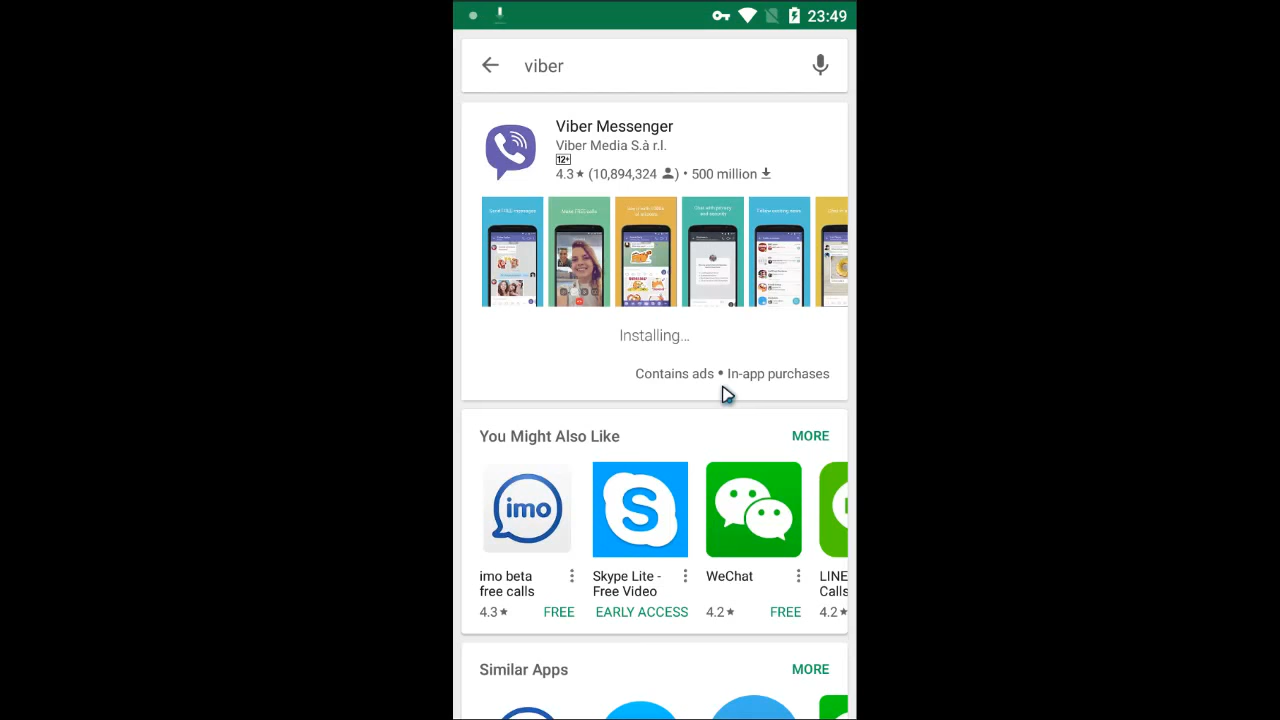 23:49
viber
Viber Messenger
Viber Media S.à r.l.
12+
4.3★ (10,894,324 ) • 500 million
Installing…
Contains ads • In-app purchases
You Might Also Like MORE
imo
S
imo beta
free calls
Skype Lite -
Free Video
WeChat
LINE
Calls
4.3★ FREE
EARLY ACCESS
4.2★ FREE
4.2★
Similar Apps MORE